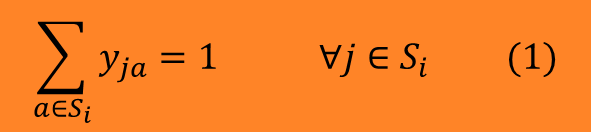 ∑_{a∈S_i} y_{ja} = 1 ∀j ∈ S_i (1)